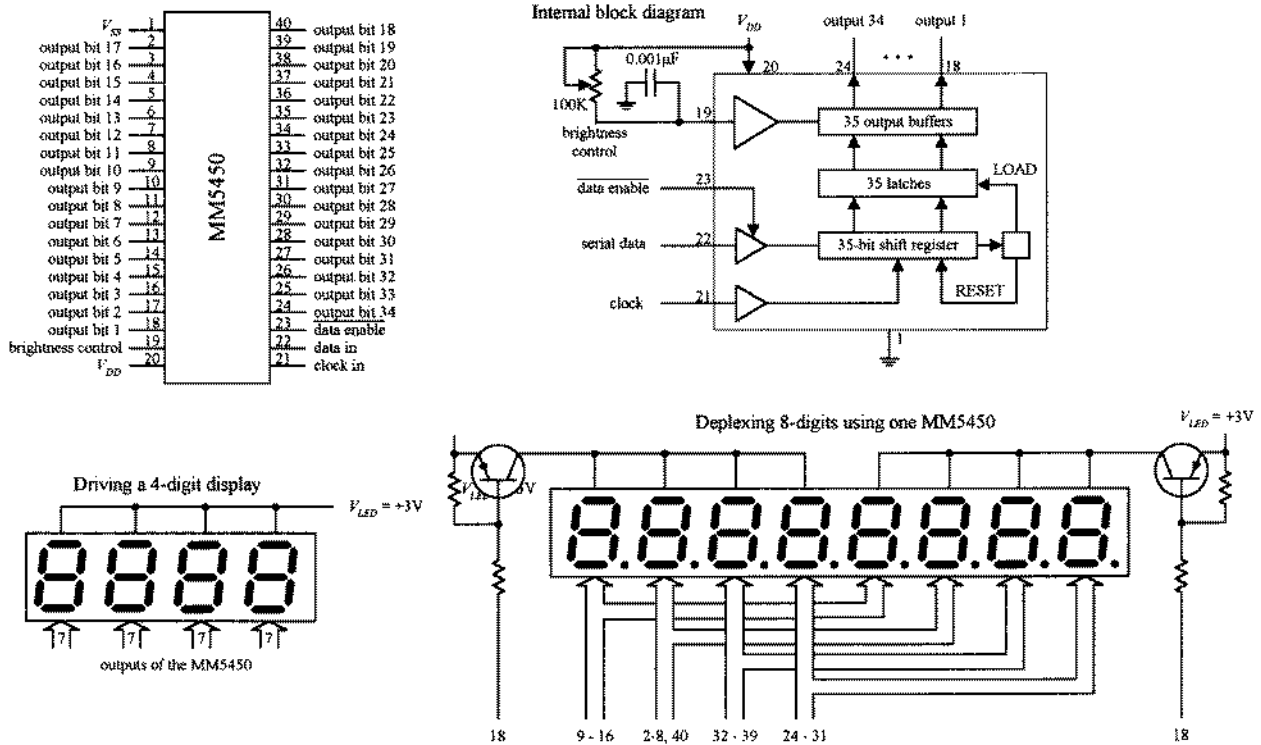 V_SS 1
output bit 17 2
output bit 16 3
output bit 15 4
output bit 14 5
output bit 13 6
output bit 12 7
output bit 11 8
output bit 10 9
output bit 9 10
output bit 8 11
output bit 7 12
output bit 6 13
output bit 5 14
output bit 4 15
output bit 3 16
output bit 2 17
output bit 1 18
brightness control 19
V_DD 20
MM5450
40 output bit 18
39 output bit 19
38 output bit 20
37 output bit 21
36 output bit 22
35 output bit 23
34 output bit 24
33 output bit 25
32 output bit 26
31 output bit 27
30 output bit 28
29 output bit 29
28 output bit 30
27 output bit 31
26 output bit 32
25 output bit 33
24 output bit 34
23 data enable
22 data in
21 clock in
Internal block diagram
V_DD
output 34 output 1
0.001µF
20 24 18
100K
19
35 output buffers
brightness
control
LOAD
data enable 23
35 latches
serial data 22
35-bit shift register
RESET
clock 21
1
Driving a 4-digit display
V_LED = +3V
7 7 7 7
outputs of the MM5450
Deplexing 8-digits using one MM5450
V_LED = +3V
18 9 - 16 2-8, 40 32 - 39 24 - 31 18